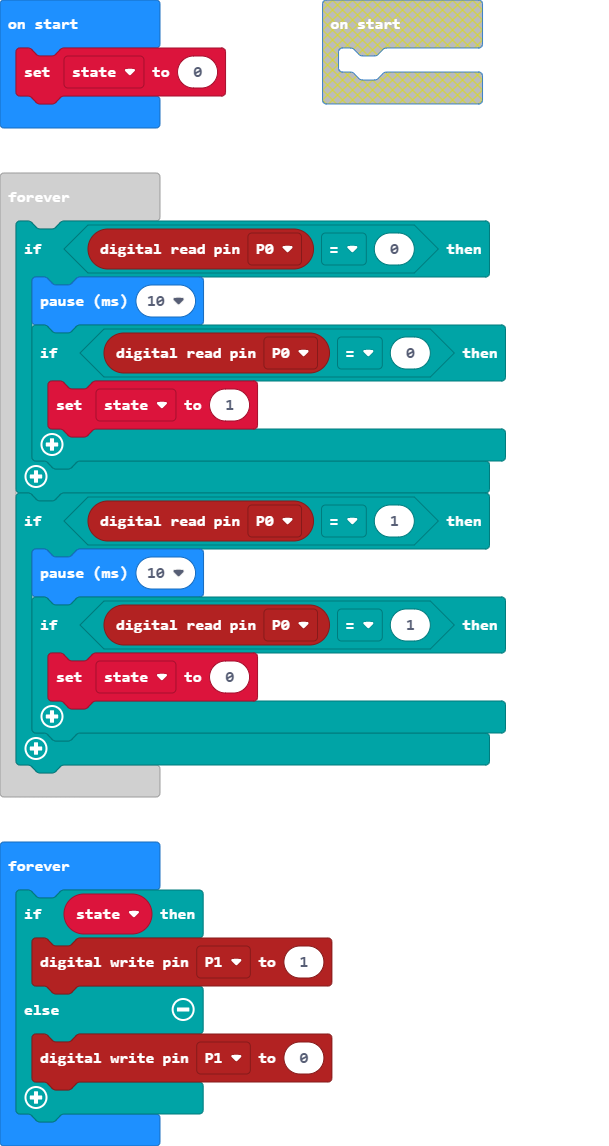 on start
on start
set state to 0
forever
if digital read pin P0 = 0 then
pause (ms) 10
if digital read pin P0 = 0 then
set state to 1
if digital read pin P0 = 1 then
pause (ms) 10
if digital read pin P0 = 1 then
set state to 0
forever
if state then
digital write pin P1 to 1
else
digital write pin P1 to 0